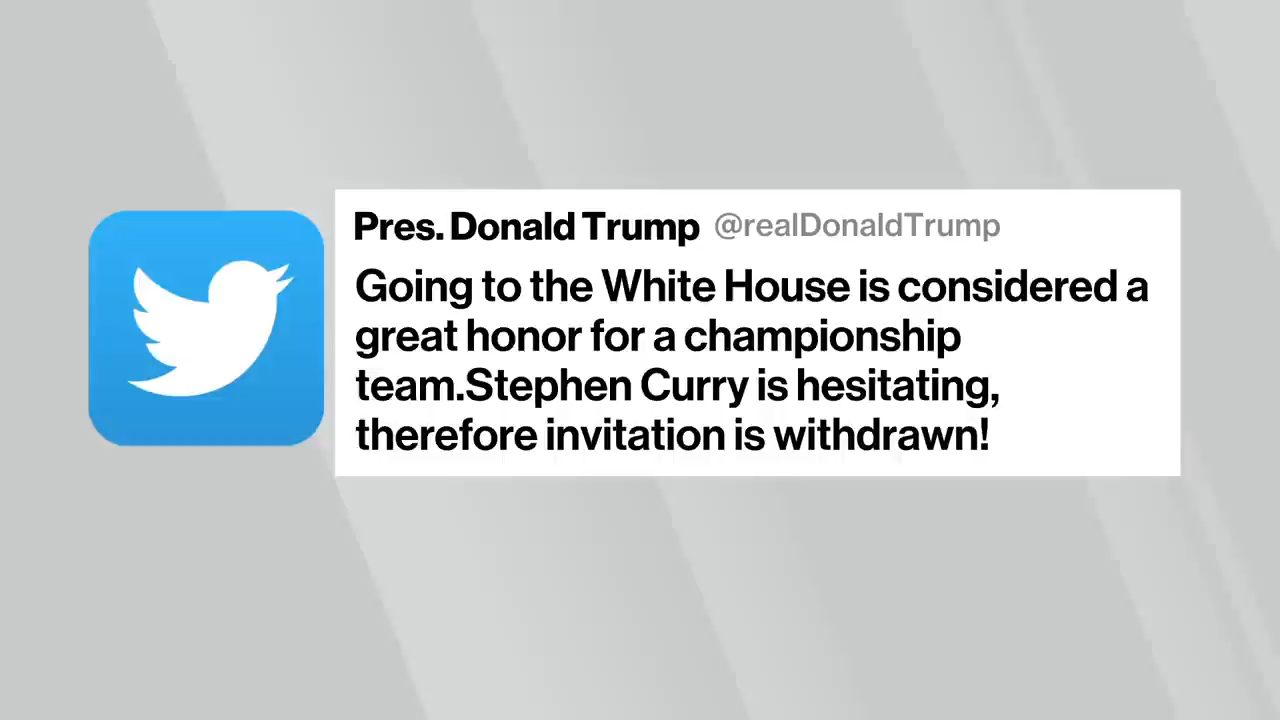 Pres. Donald Trump @realDonaldTrump
Going to the White House is considered a
great honor for a championship
team.Stephen Curry is hesitating,
therefore invitation is withdrawn!